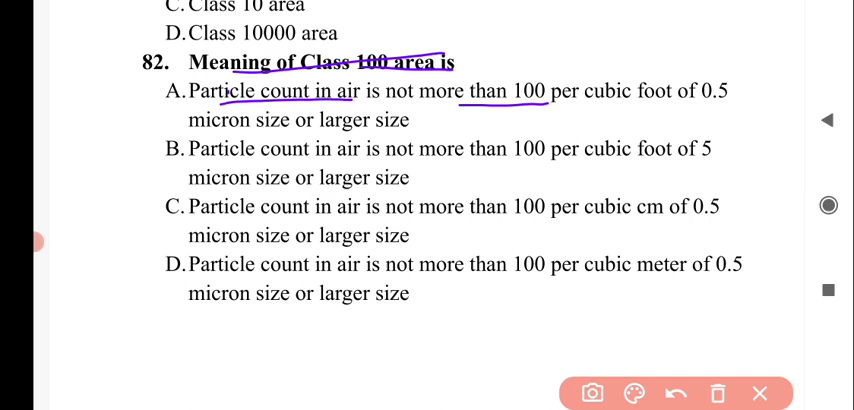 C. Class 10 area
D. Class 10000 area
82. Meaning of Class 100 area is
A. Particle count in air is not more than 100 per cubic foot of 0.5
micron size or larger size
B. Particle count in air is not more than 100 per cubic foot of 5
micron size or larger size
C. Particle count in air is not more than 100 per cubic cm of 0.5
micron size or larger size
D. Particle count in air is not more than 100 per cubic meter of 0.5
micron size or larger size